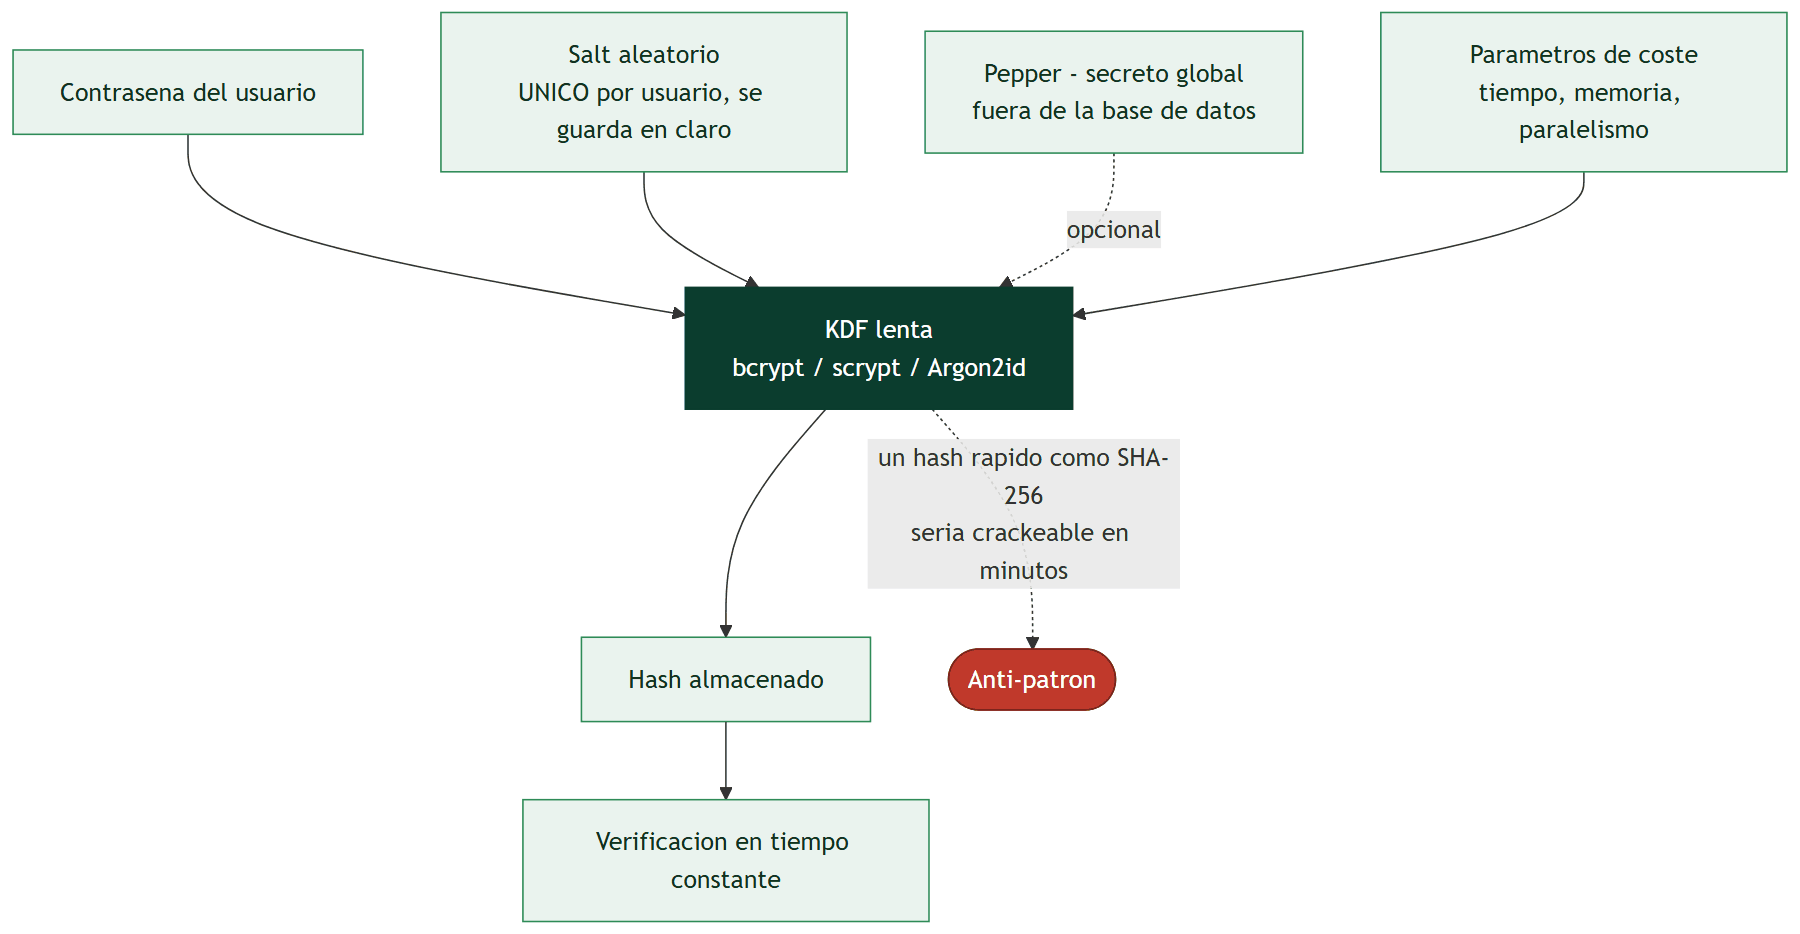 Contrasena del usuario
Salt aleatorio
UNICO por usuario, se
guarda en claro
Pepper - secreto global
fuera de la base de datos
Parametros de coste
tiempo, memoria,
paralelismo
opcional
KDF lenta
bcrypt / scrypt / Argon2id
un hash rapido como SHA-
256
seria crackeable en
minutos
Hash almacenado
Anti-patron
Verificacion en tiempo
constante